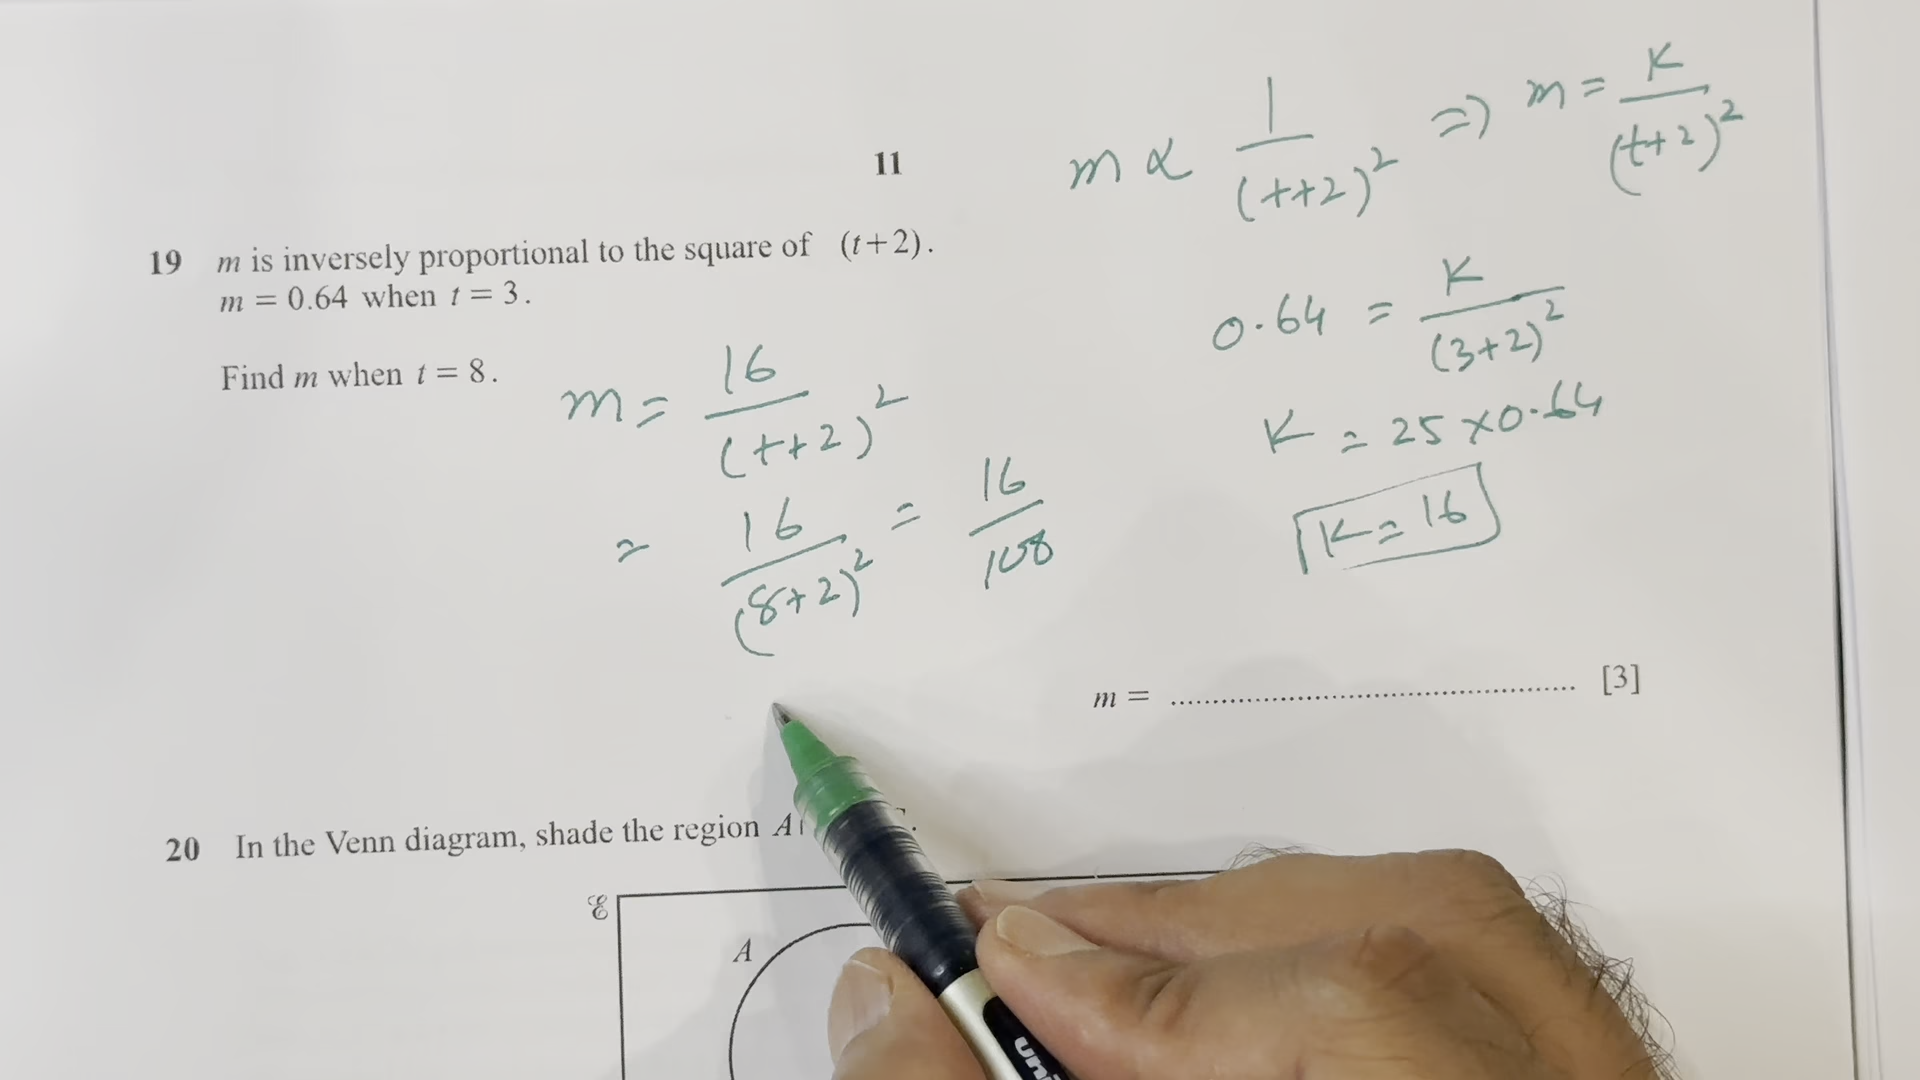 11
m ∝ 1/(t+2)² ⇒ m = K/(t+2)²
19 m is inversely proportional to the square of (t+2).
m = 0.64 when t = 3.
0.64 = K/(3+2)²
Find m when t = 8.
m = 16/(t+2)²
K = 25 × 0.64
= 16/(8+2)² = 16/108
K = 16
m = ........................................ [3]
20 In the Venn diagram, shade the region A
ℰ
A
uni